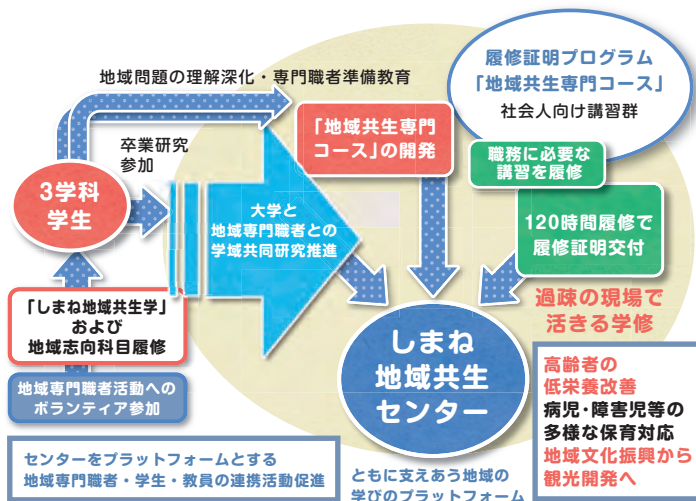 地域問題の理解深化・専門職者準備教育
履修証明プログラム
「地域共生専門コース」
社会人向け講習群
卒業研究
参加
「地域共生専門
コース」の開発
職務に必要な
講習を履修
3学科
学生
大学と
地域専門職者との
学域共同研究推進
120時間履修で
履修証明交付
「しまね地域共生学」
および
地域志向科目履修
過疎の現場で
活きる学修
しまね
地域共生
センター
地域専門職者活動への
ボランティア参加
高齢者の
低栄養改善
病児・障害児等の
多様な保育対応
地域文化振興から
観光開発へ
センターをプラットフォームとする
地域専門職者・学生・教員の連携活動促進
ともに支えあう地域の
学びのプラットフォーム